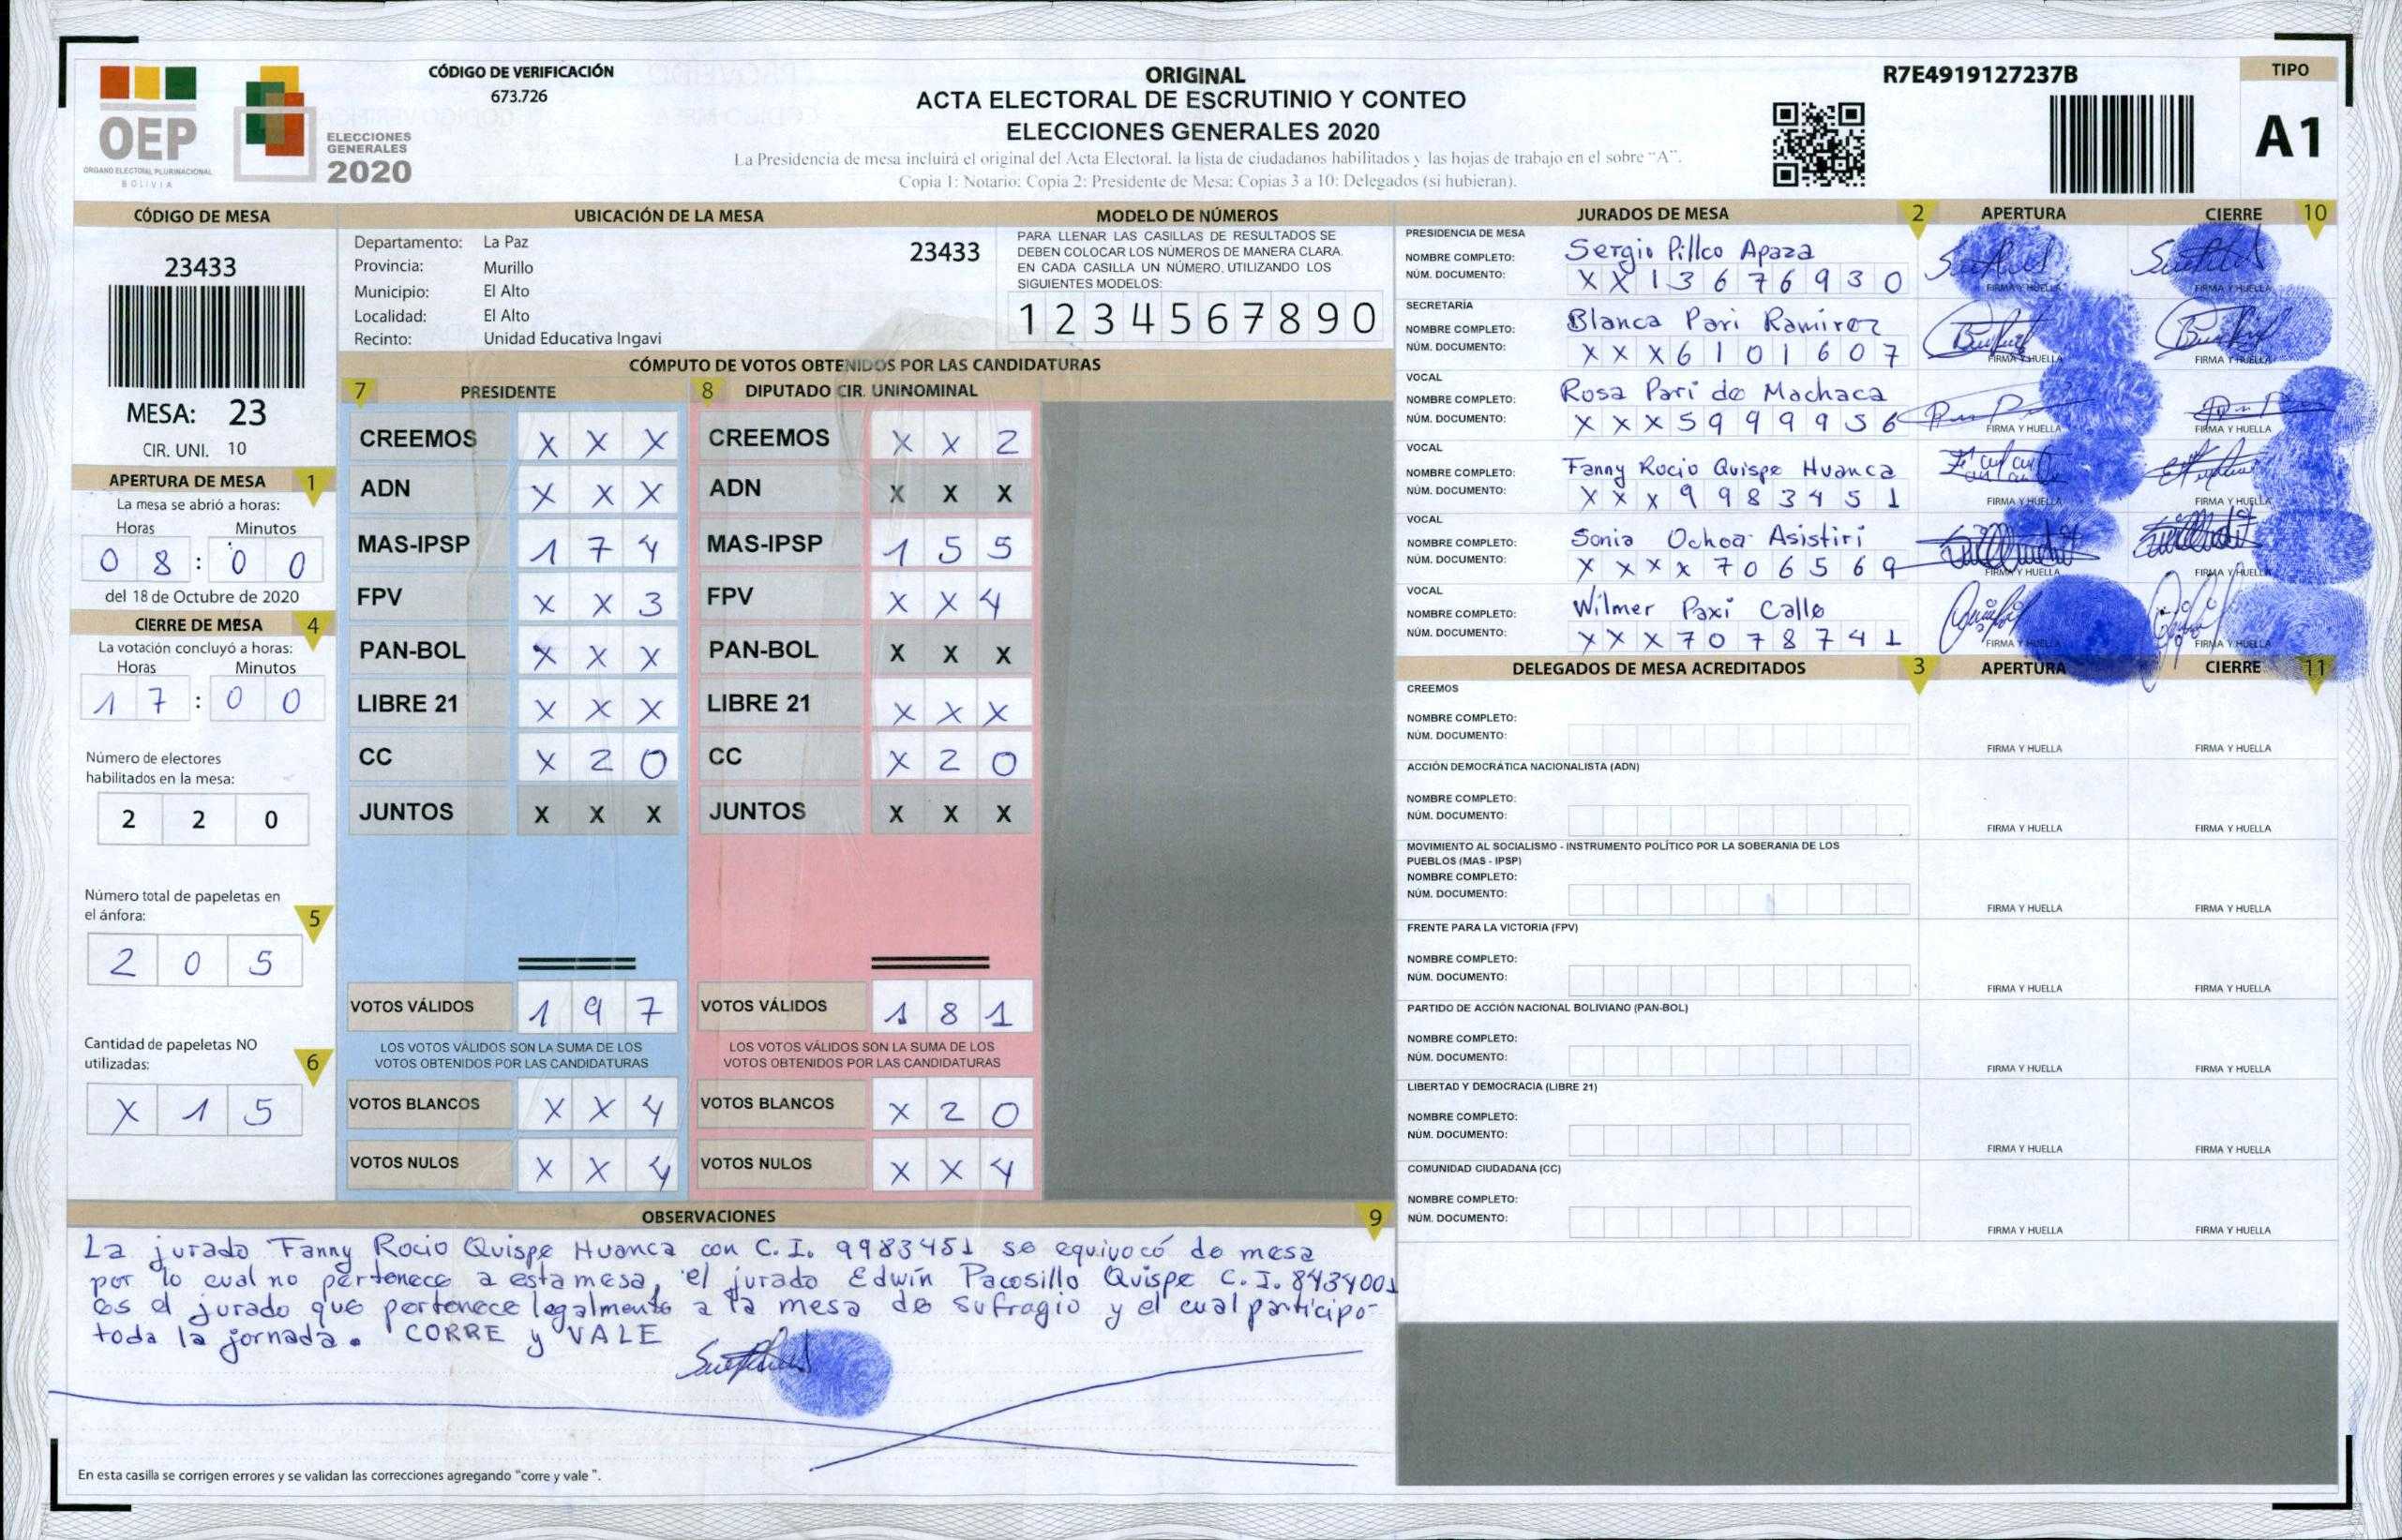 OEP
ORGANO ELECTORAL PLURINACIONAL
BOLIVIA
ELECCIONES
GENERALES
2020
CÓDIGO DE VERIFICACIÓN
673.726
ORIGINAL
ACTA ELECTORAL DE ESCRUTINIO Y CONTEO
ELECCIONES GENERALES 2020
La Presidencia de mesa incluirá el original del Acta Electoral, la lista de ciudadanos habilitados y las hojas de trabajo en el sobre "A".
Copia 1: Notario; Copia 2: Presidente de Mesa; Copias 3 a 10: Delegados (si hubieran).
R7E4919127237B
TIPO
A1
CÓDIGO DE MESA
23433
MESA: 23
CIR. UNI. 10
APERTURA DE MESA 1
La mesa se abrió a horas:
Horas Minutos
0 8 : 0 0
del 18 de Octubre de 2020
CIERRE DE MESA 4
La votación concluyó a horas:
Horas Minutos
1 7 : 0 0
Número de electores
habilitados en la mesa:
2 2 0
Número total de papeletas en
el ánfora: 5
2 0 5
Cantidad de papeletas NO
utilizadas: 6
X 1 5
UBICACIÓN DE LA MESA
Departamento: La Paz 23433
Provincia: Murillo
Municipio: El Alto
Localidad: El Alto
Recinto: Unidad Educativa Ingavi
MODELO DE NÚMEROS
PARA LLENAR LAS CASILLAS DE RESULTADOS SE
DEBEN COLOCAR LOS NÚMEROS DE MANERA CLARA.
EN CADA CASILLA UN NÚMERO, UTILIZANDO LOS
SIGUIENTES MODELOS:
1 2 3 4 5 6 7 8 9 0
CÓMPUTO DE VOTOS OBTENIDOS POR LAS CANDIDATURAS
7 PRESIDENTE
CREEMOS X X X
ADN X X X
MAS-IPSP 1 7 4
FPV X X 3
PAN-BOL X X X
LIBRE 21 X X X
CC X 2 0
JUNTOS X X X
VOTOS VÁLIDOS 1 9 7
LOS VOTOS VÁLIDOS SON LA SUMA DE LOS
VOTOS OBTENIDOS POR LAS CANDIDATURAS
VOTOS BLANCOS X X 4
VOTOS NULOS X X 4
8 DIPUTADO CIR. UNINOMINAL
CREEMOS X X 2
ADN X X X
MAS-IPSP 1 5 5
FPV X X 4
PAN-BOL X X X
LIBRE 21 X X X
CC X 2 0
JUNTOS X X X
VOTOS VÁLIDOS 1 8 1
LOS VOTOS VÁLIDOS SON LA SUMA DE LOS
VOTOS OBTENIDOS POR LAS CANDIDATURAS
VOTOS BLANCOS X 2 0
VOTOS NULOS X X 4
OBSERVACIONES 9
La jurado Fanny Rocio Quispe Huanca con C.I. 9983451 se equivocó de mesa
por lo cual no pertenece a esta mesa, el jurado Edwin Pacosillo Quispe C.I. 8434001
es el jurado que pertenece legalmente a la mesa de sufragio y el cual participo
toda la jornada. CORRE y VALE
En esta casilla se corrigen errores y se validan las correcciones agregando "corre y vale ".
JURADOS DE MESA 2 APERTURA CIERRE 10
PRESIDENCIA DE MESA
NOMBRE COMPLETO: Sergio Pillco Apaza
NÚM. DOCUMENTO: X X 1 3 6 7 6 9 3 0
FIRMA Y HUELLA FIRMA Y HUELLA
SECRETARÍA
NOMBRE COMPLETO: Blanca Pari Ramirez
NÚM. DOCUMENTO: X X X 6 1 0 1 6 0 7
FIRMA Y HUELLA FIRMA Y HUELLA
VOCAL
NOMBRE COMPLETO: Rosa Pari de Machaca
NÚM. DOCUMENTO: X X X 5 9 9 9 9 5 6
FIRMA Y HUELLA FIRMA Y HUELLA
VOCAL
NOMBRE COMPLETO: Fanny Rocio Quispe Huanca
NÚM. DOCUMENTO: X X X 9 9 8 3 4 5 1
FIRMA Y HUELLA FIRMA Y HUELLA
VOCAL
NOMBRE COMPLETO: Sonia Ochoa Asistiri
NÚM. DOCUMENTO: X X X X 7 0 6 5 6 9
FIRMA Y HUELLA FIRMA Y HUELLA
VOCAL
NOMBRE COMPLETO: Wilmer Paxi Calle
NÚM. DOCUMENTO: X X X 7 0 7 8 7 4 1
FIRMA Y HUELLA FIRMA Y HUELLA
DELEGADOS DE MESA ACREDITADOS 3 APERTURA CIERRE 11
CREEMOS
NOMBRE COMPLETO:
NÚM. DOCUMENTO:
FIRMA Y HUELLA FIRMA Y HUELLA
ACCIÓN DEMOCRÁTICA NACIONALISTA (ADN)
NOMBRE COMPLETO:
NÚM. DOCUMENTO:
FIRMA Y HUELLA FIRMA Y HUELLA
MOVIMIENTO AL SOCIALISMO - INSTRUMENTO POLÍTICO POR LA SOBERANIA DE LOS
PUEBLOS (MAS - IPSP)
NOMBRE COMPLETO:
NÚM. DOCUMENTO:
FIRMA Y HUELLA FIRMA Y HUELLA
FRENTE PARA LA VICTORIA (FPV)
NOMBRE COMPLETO:
NÚM. DOCUMENTO:
FIRMA Y HUELLA FIRMA Y HUELLA
PARTIDO DE ACCIÓN NACIONAL BOLIVIANO (PAN-BOL)
NOMBRE COMPLETO:
NÚM. DOCUMENTO:
FIRMA Y HUELLA FIRMA Y HUELLA
LIBERTAD Y DEMOCRACIA (LIBRE 21)
NOMBRE COMPLETO:
NÚM. DOCUMENTO:
FIRMA Y HUELLA FIRMA Y HUELLA
COMUNIDAD CIUDADANA (CC)
NOMBRE COMPLETO:
NÚM. DOCUMENTO:
FIRMA Y HUELLA FIRMA Y HUELLA